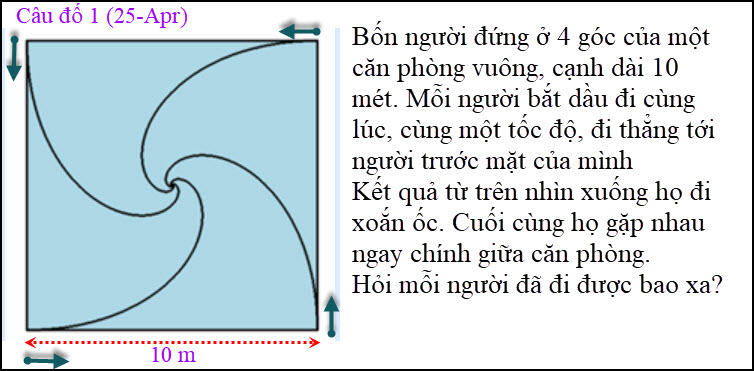 Câu đố 1 (25-Apr)
Bốn người đứng ở 4 góc của một
căn phòng vuông, cạnh dài 10
mét. Mỗi người bắt dầu đi cùng
lúc, cùng một tốc độ, đi thẳng tới
người trước mặt của mình
Kết quả từ trên nhìn xuống họ đi
xoắn ốc. Cuối cùng họ gặp nhau
ngay chính giữa căn phòng.
Hỏi mỗi người đã đi được bao xa?
10 m